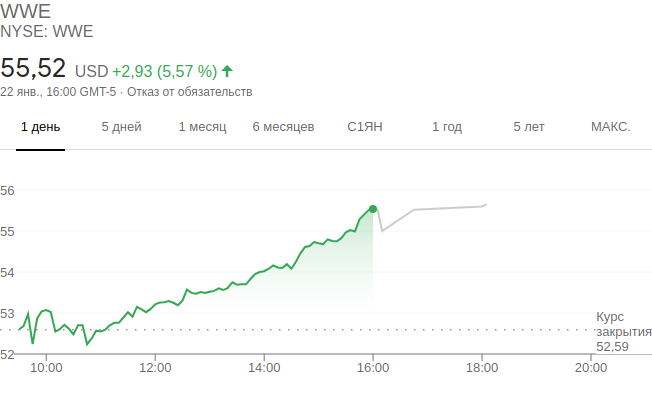 WWE
NYSE: WWE
55,52 USD +2,93 (5,57 %)
22 янв., 16:00 GMT-5 · Отказ от обязательств
1 день 5 дней 1 месяц 6 месяцев С1ЯН 1 год 5 лет МАКС.
56
55
54
53
Курс
закрытия
52,59
52
10:00 12:00 14:00 16:00 18:00 20:00